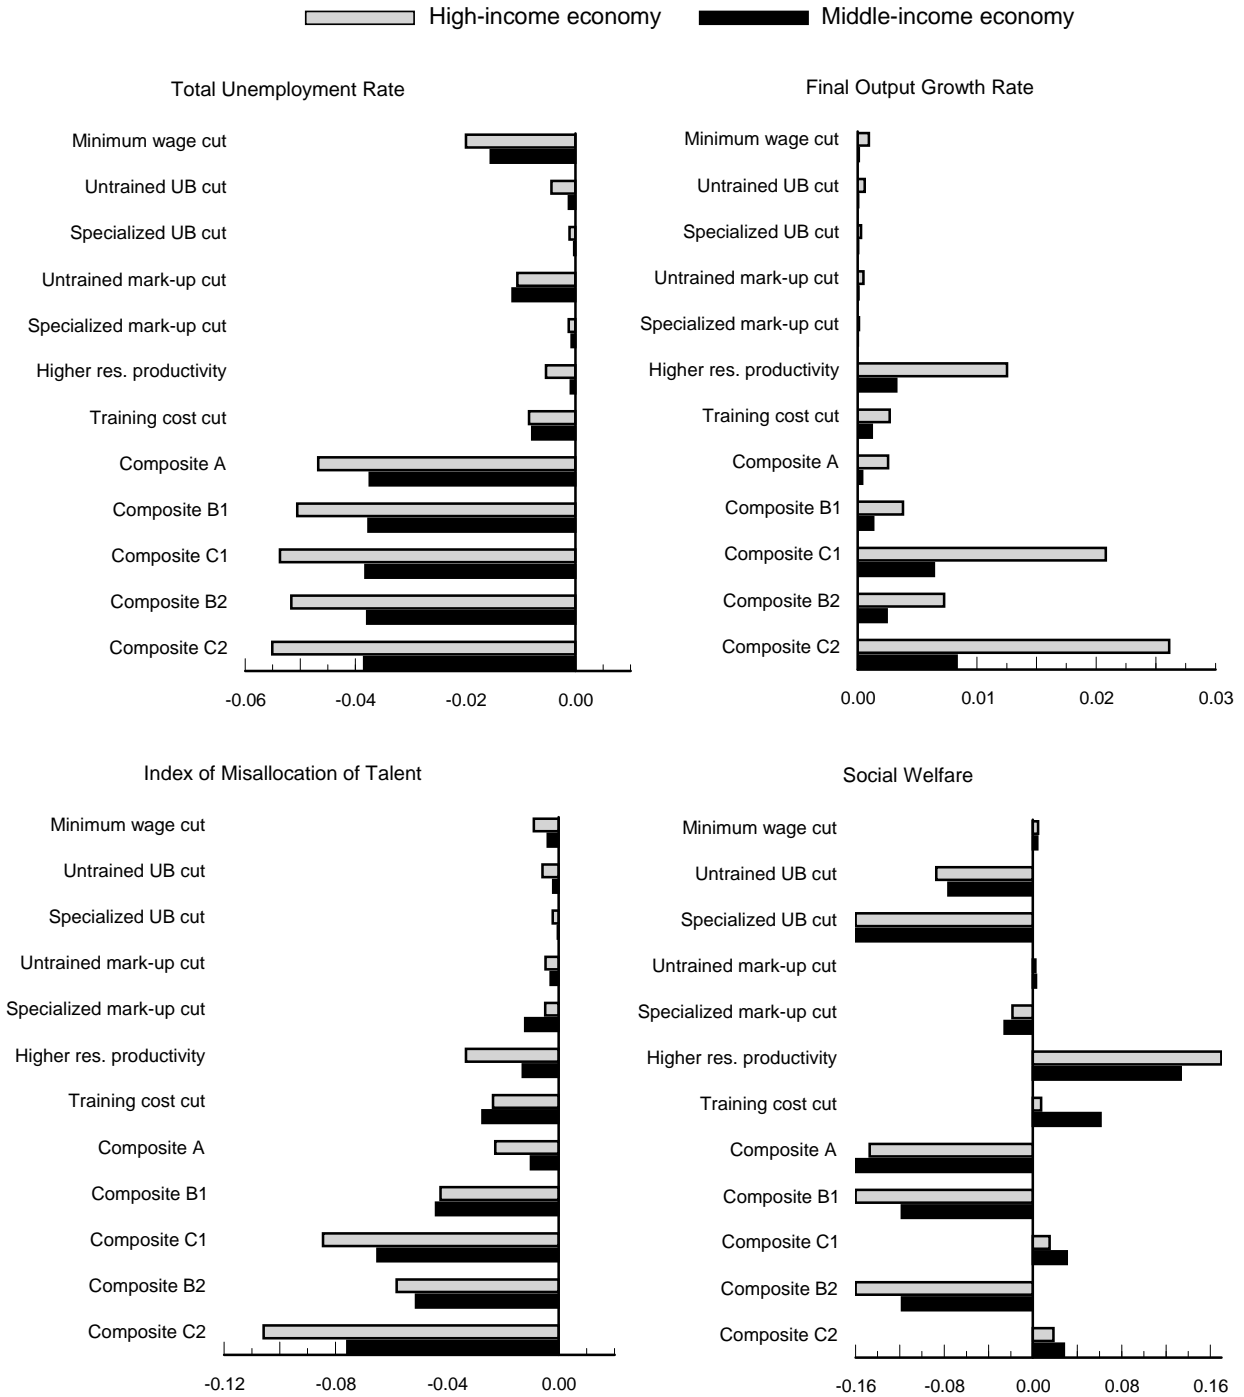 High-income economy Middle-income economy
Total Unemployment Rate
Minimum wage cut
Untrained UB cut
Specialized UB cut
Untrained mark-up cut
Specialized mark-up cut
Higher res. productivity
Training cost cut
Composite A
Composite B1
Composite C1
Composite B2
Composite C2
-0.06 -0.04 -0.02 0.00
Final Output Growth Rate
Minimum wage cut
Untrained UB cut
Specialized UB cut
Untrained mark-up cut
Specialized mark-up cut
Higher res. productivity
Training cost cut
Composite A
Composite B1
Composite C1
Composite B2
Composite C2
0.00 0.01 0.02 0.03
Index of Misallocation of Talent
Minimum wage cut
Untrained UB cut
Specialized UB cut
Untrained mark-up cut
Specialized mark-up cut
Higher res. productivity
Training cost cut
Composite A
Composite B1
Composite C1
Composite B2
Composite C2
-0.12 -0.08 -0.04 0.00
Social Welfare
Minimum wage cut
Untrained UB cut
Specialized UB cut
Untrained mark-up cut
Specialized mark-up cut
Higher res. productivity
Training cost cut
Composite A
Composite B1
Composite C1
Composite B2
Composite C2
-0.16 -0.08 0.00 0.08 0.16